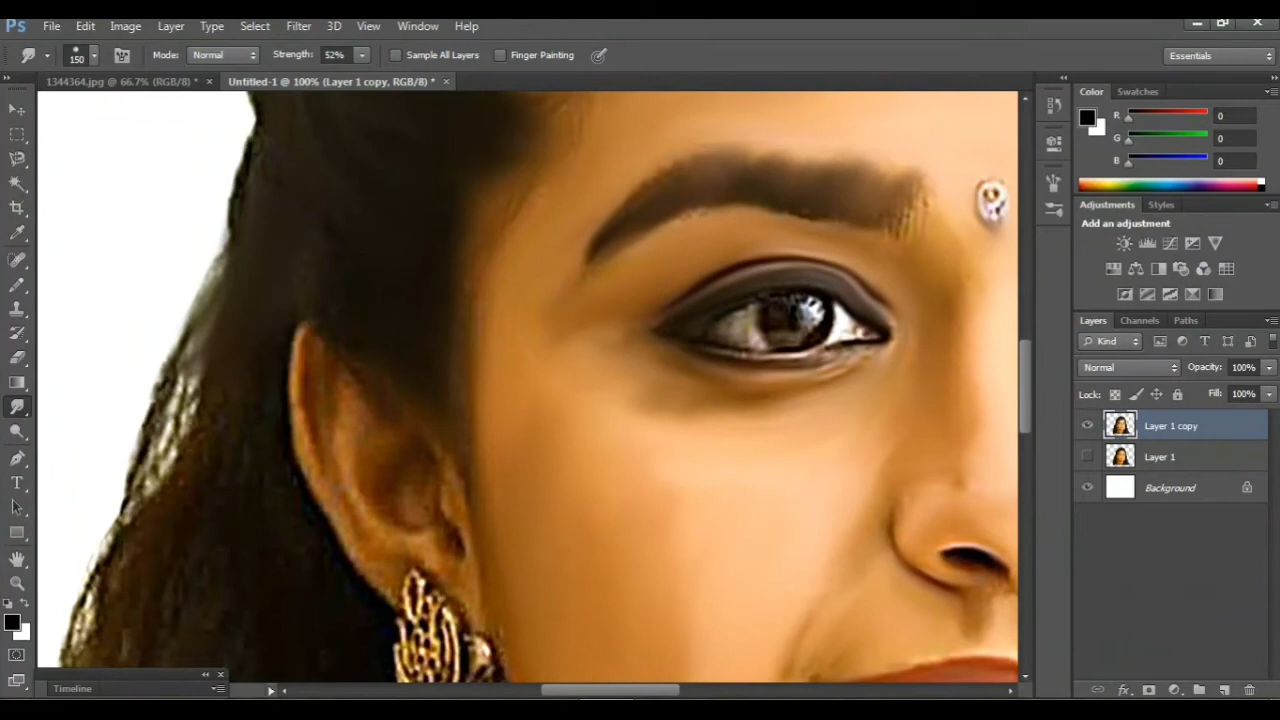 Ps File Edit Image Layer Type Select Filter 3D View Window Help
150 Mode: Normal Strength: 52% Sample All Layers Finger Painting Essentials
1344364.jpg @ 66.7% (RGB/8) * × Untitled-1 @ 100% (Layer 1 copy, RGB/8) * ×
Color Swatches
R 0
G 0
B 0
Adjustments Styles
Add an adjustment
Layers Channels Paths
Kind
Normal Opacity: 100%
Lock: Fill: 100%
Layer 1 copy
Layer 1
Background
Timeline